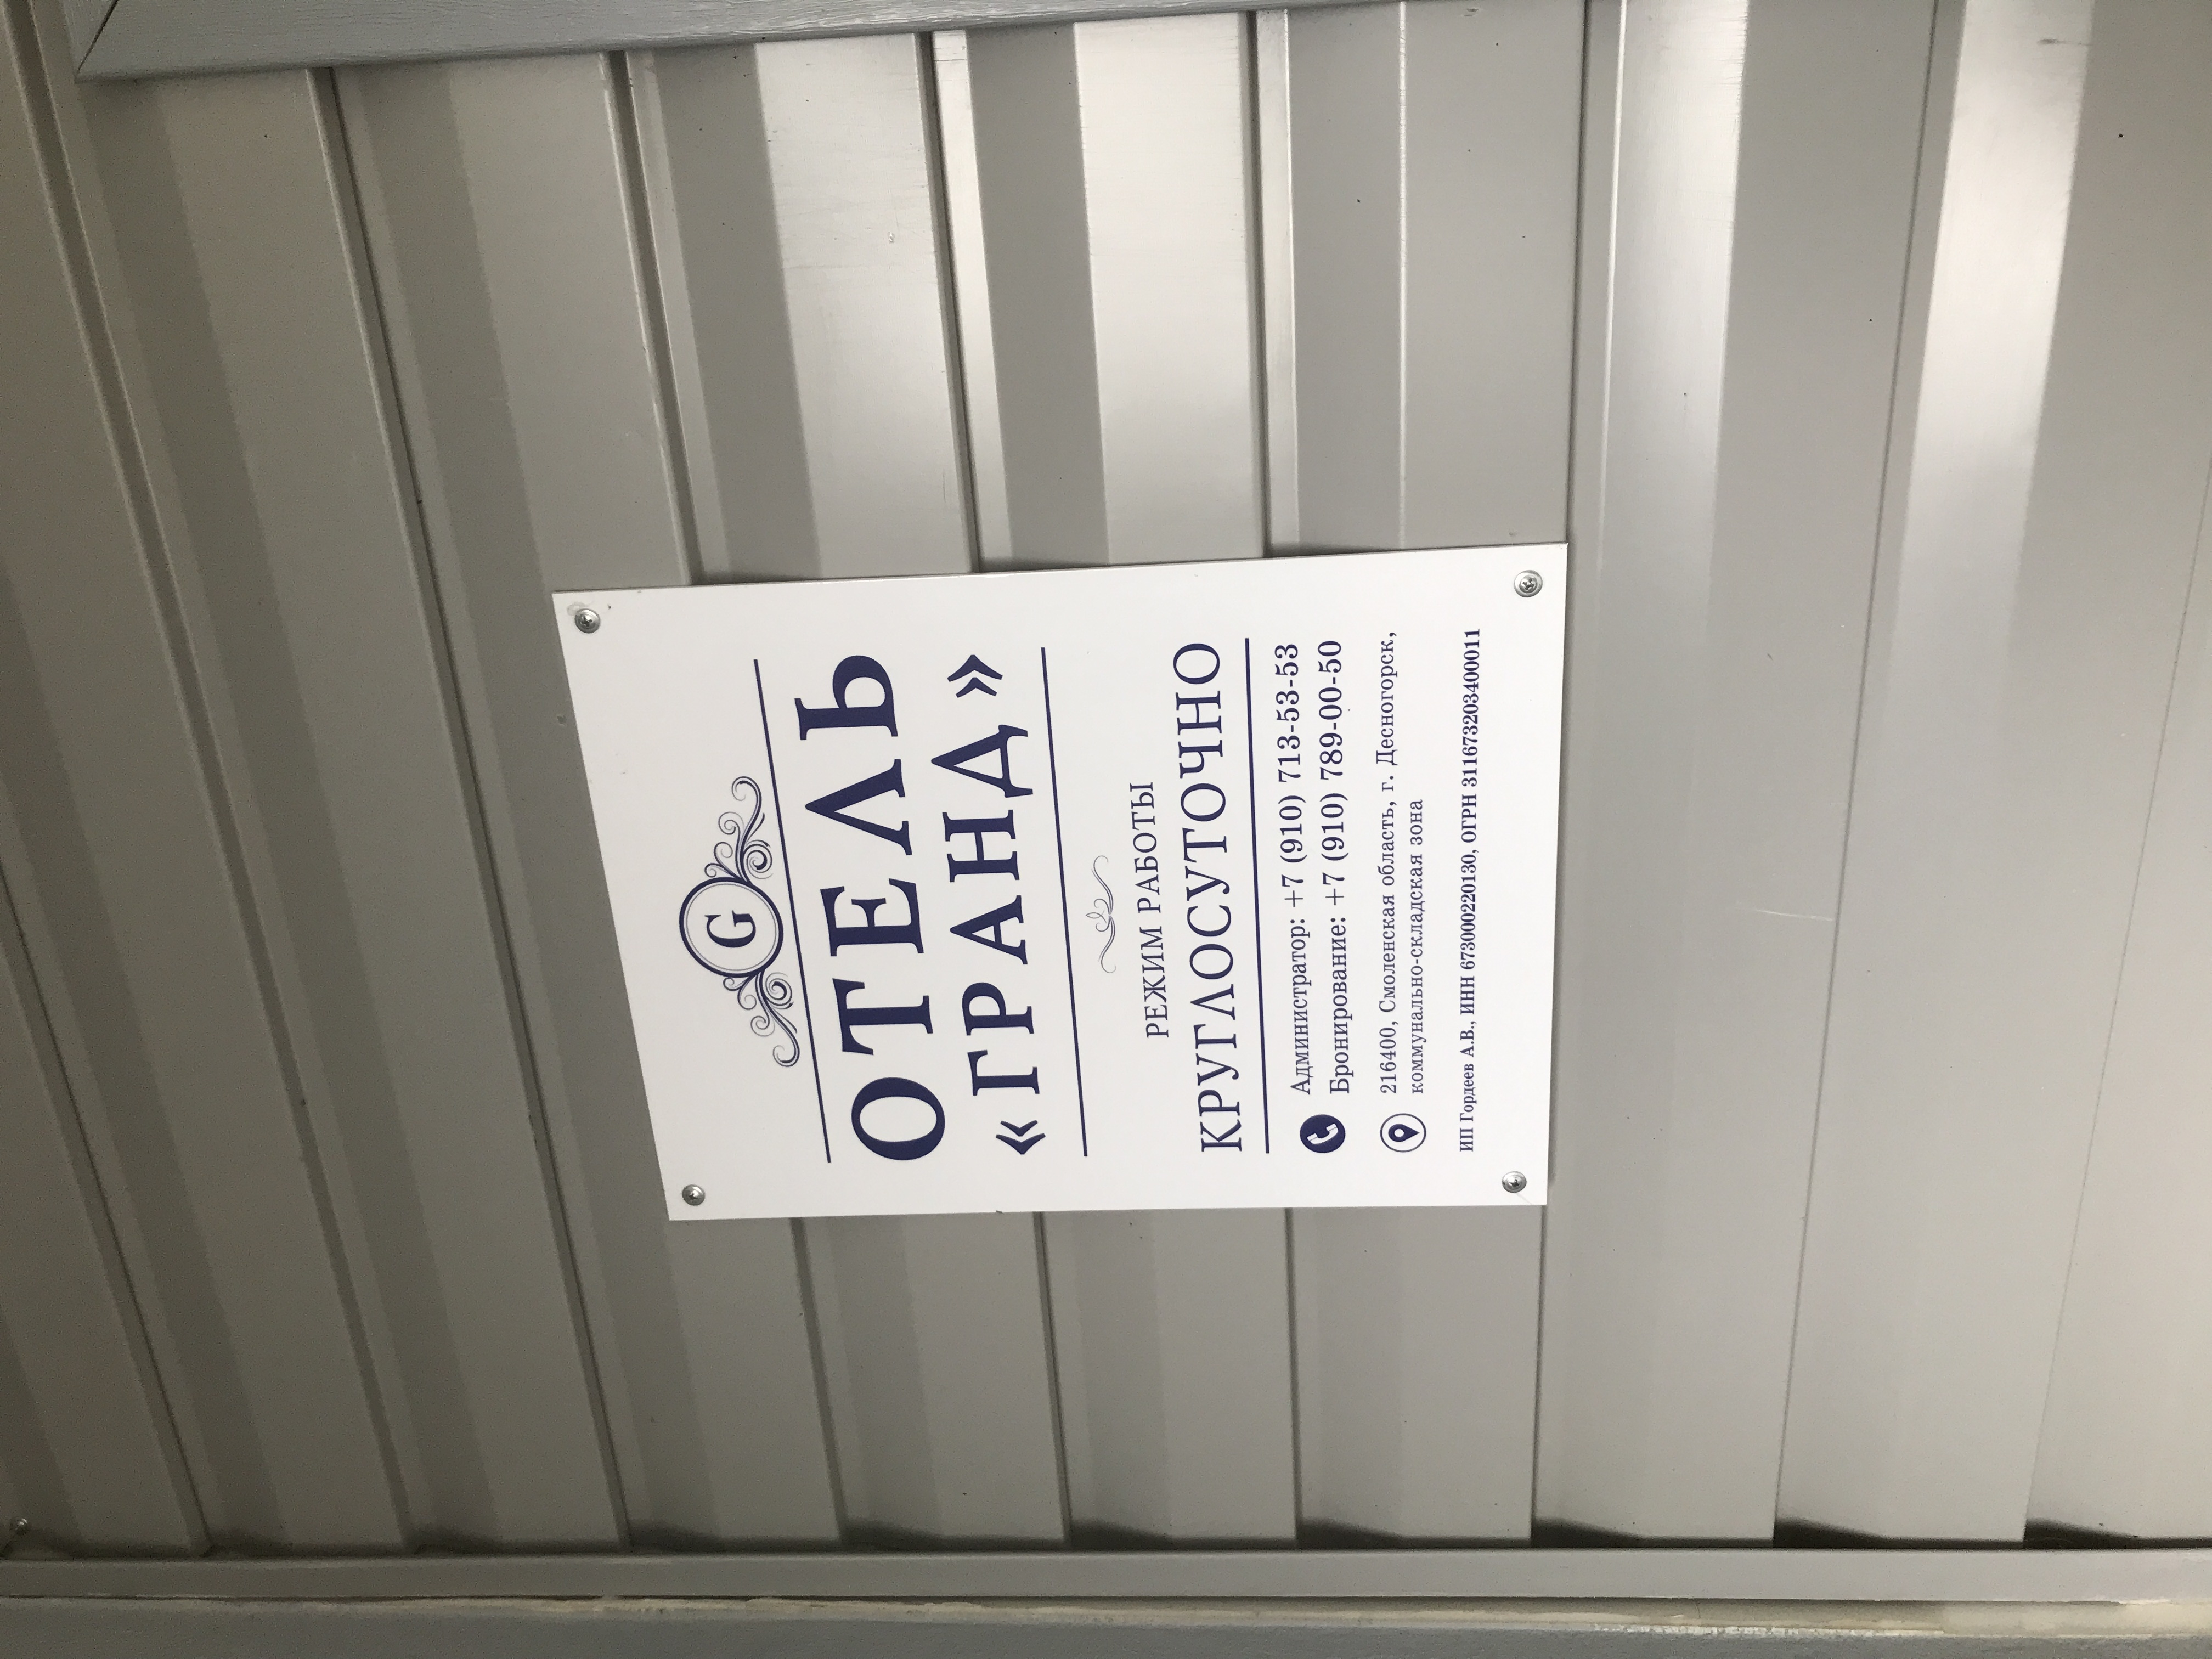 G
ОТЕЛЬ
«ГРАНД»
РЕЖИМ РАБОТЫ
КРУГЛОСУТОЧНО
Администратор: +7 (910) 713-53-53
Бронирование: +7 (910) 789-00-50
216400, Смоленская область, г. Десногорск,
коммунально-складская зона
ИП Гордеев А.В., ИНН 673000220130, ОГРН 311673203400011